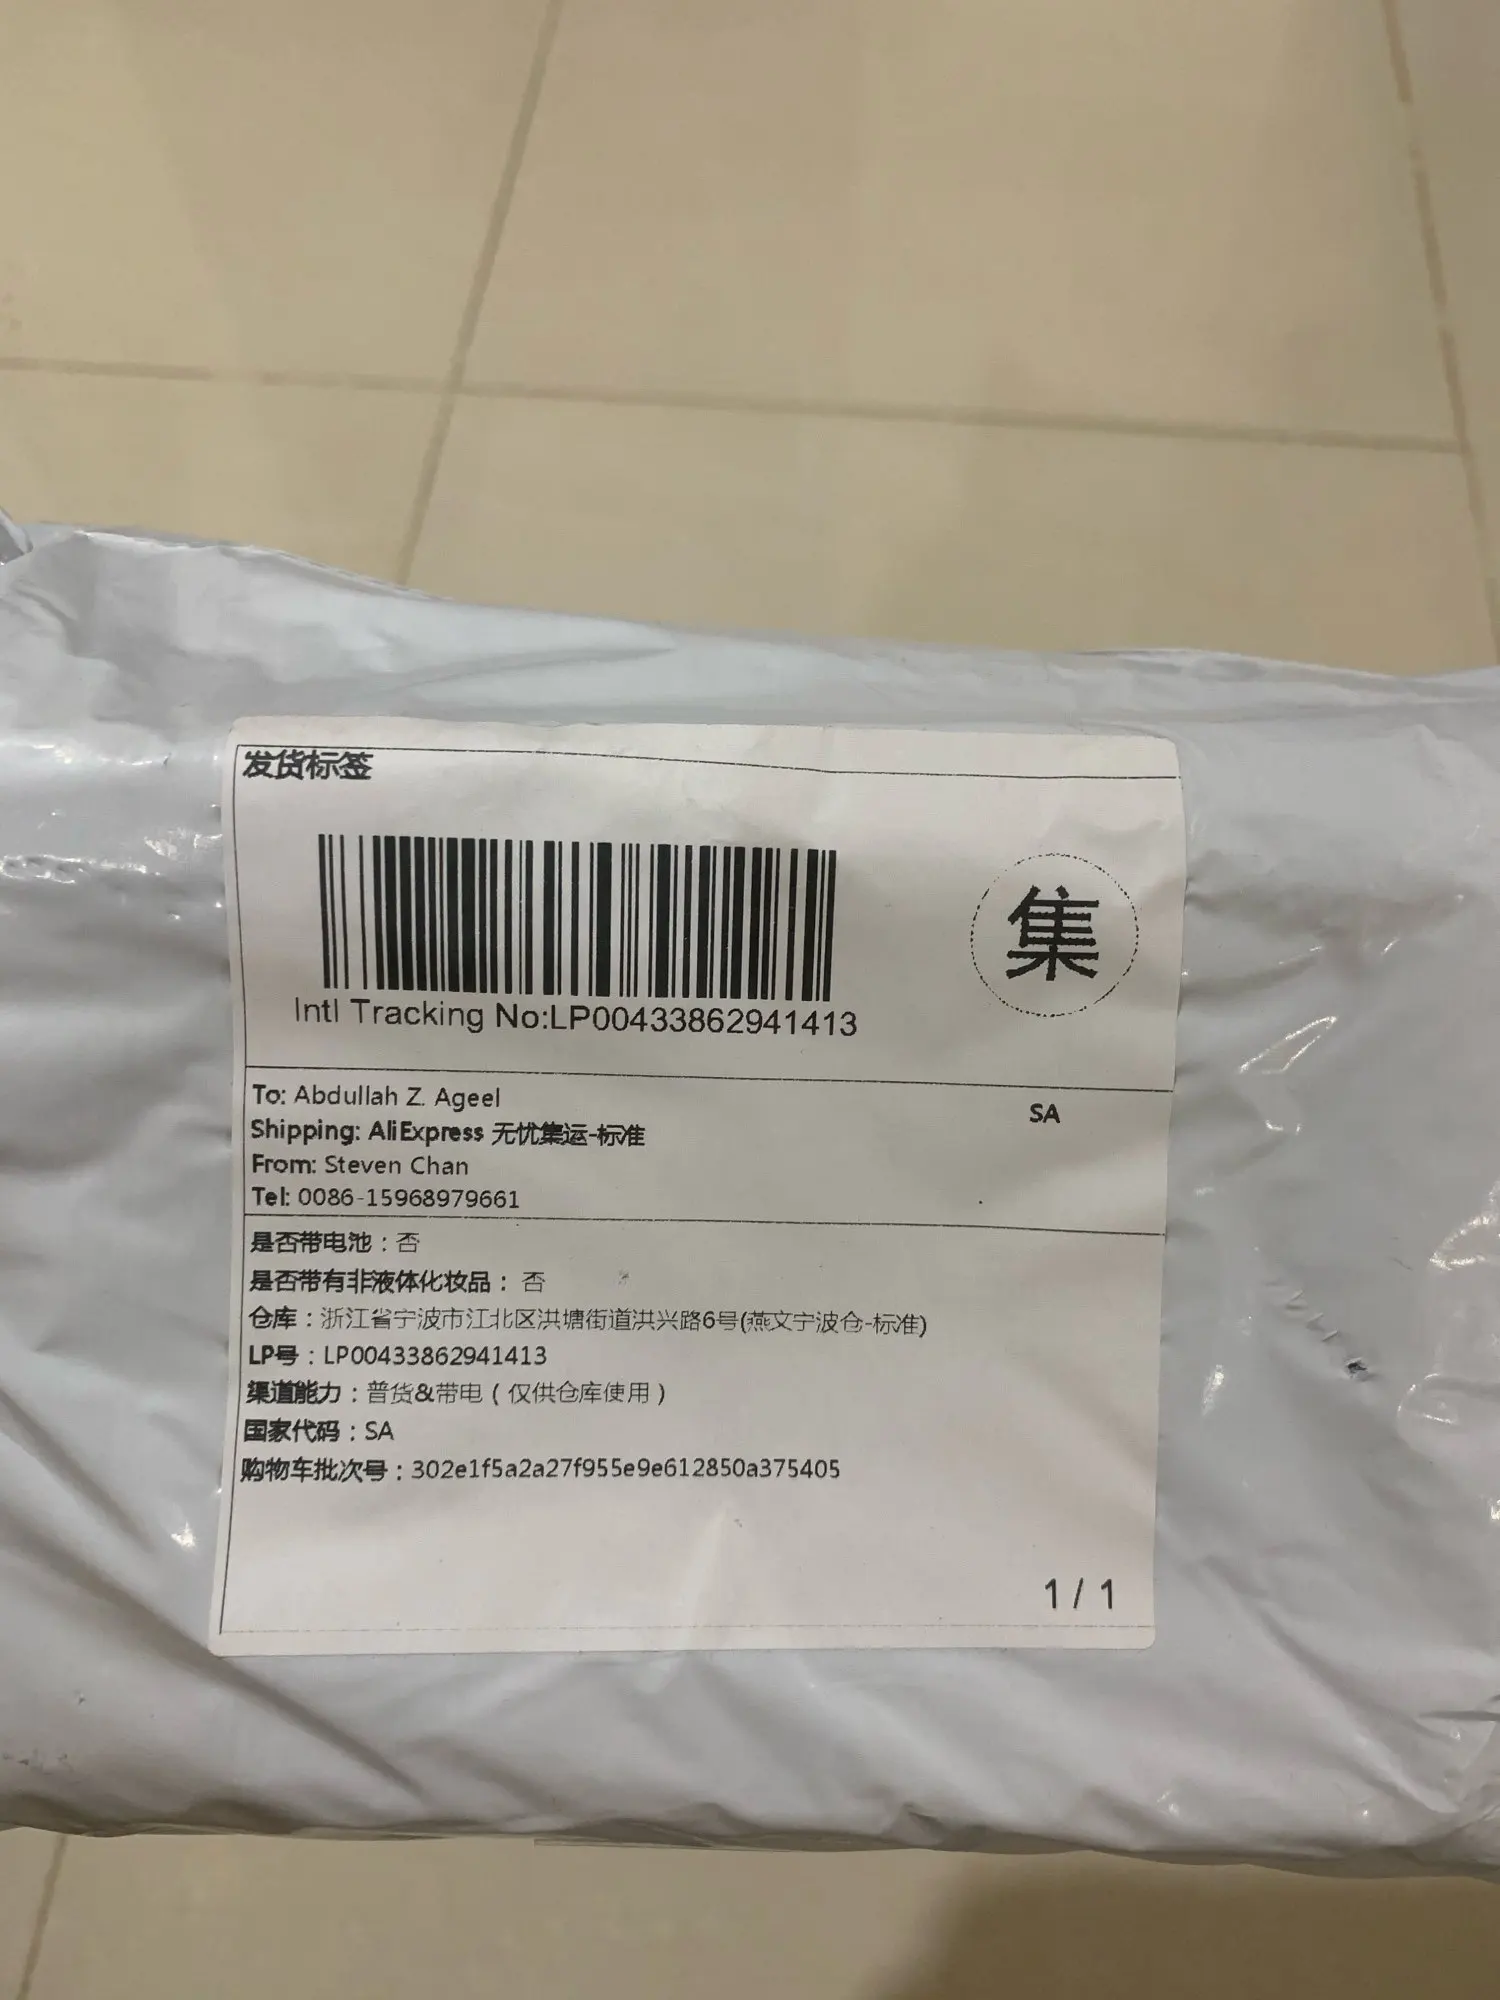 发货标签
集
Intl Tracking No:LP00433862941413
To: Abdullah Z. Ageel
SA
Shipping: AliExpress 无忧集运-标准
From: Steven Chan
Tel: 0086-15968979661
是否带电池：否
是否带有非液体化妆品： 否
仓库：浙江省宁波市江北区洪塘街道洪兴路6号(燕文宁波仓-标准)
LP号：LP00433862941413
渠道能力：普货&带电（仅供仓库使用）
国家代码：SA
购物车批次号：302e1f5a2a27f955e9e612850a375405
1 / 1